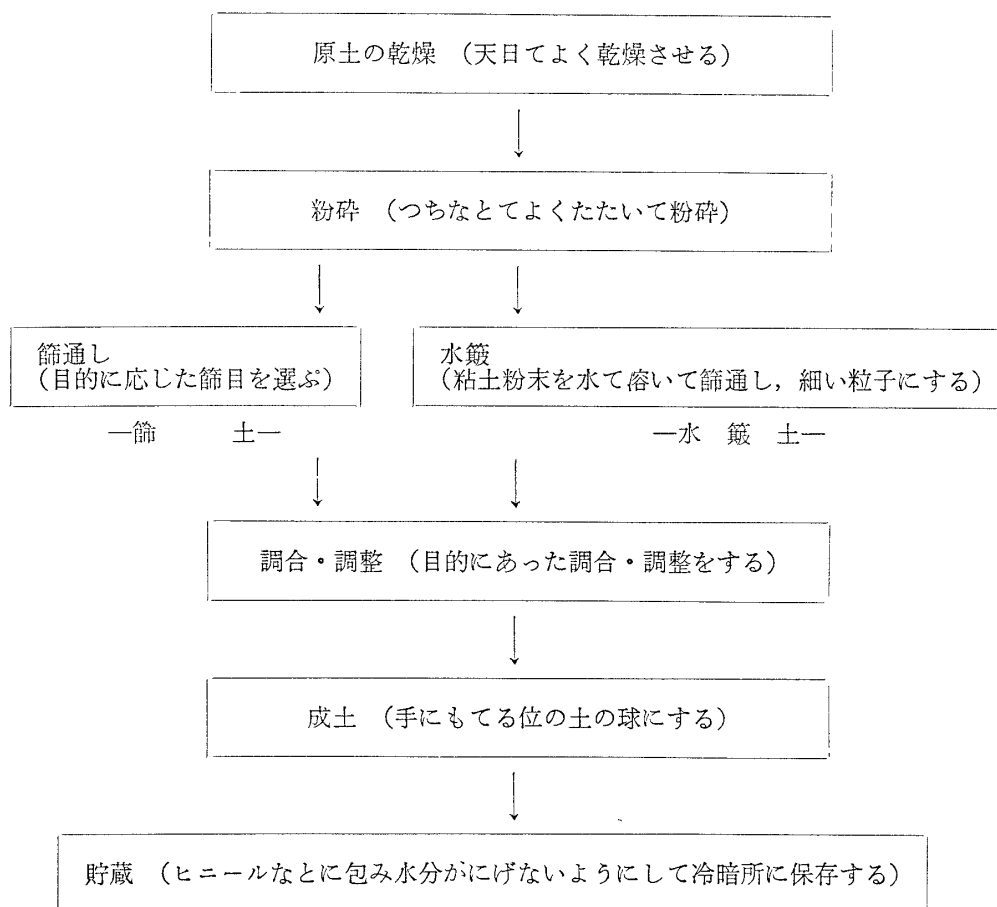 原土の乾燥 (天日てよく乾燥させる)
粉砕 (つちなとてよくたたいて粉砕)
篩通し
(目的に応じた篩目を選ぶ)
―篩 土―
水簸
(粘土粉末を水て溶いて篩通し,細い粒子にする)
―水 簸 土―
調合・調整 (目的にあった調合・調整をする)
成土 (手にもてる位の土の球にする)
貯蔵 (ヒニールなとに包み水分がにげないようにして冷暗所に保存する)